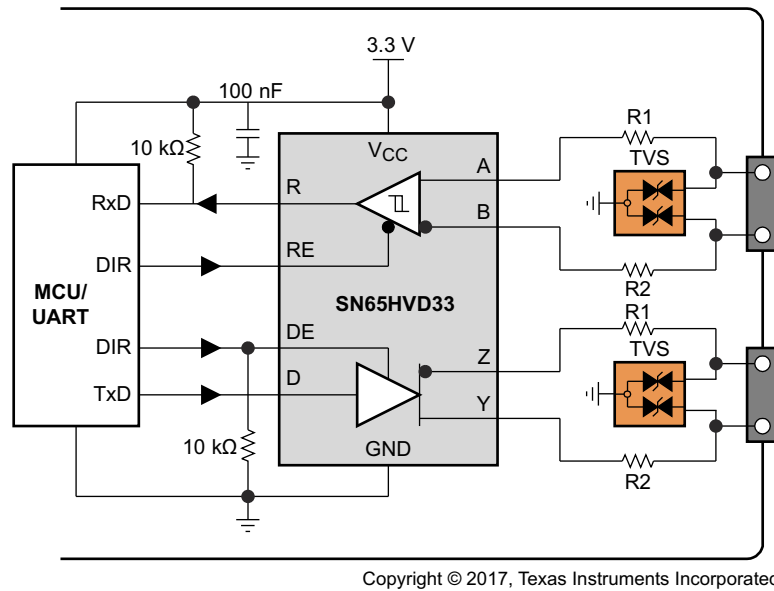 3.3 V
100 nF
10 kΩ
VCC
R1
TVS
A
R
RxD
B
DIR
RE
R2
MCU/
UART
SN65HVD33
R1
DIR
DE
Z
TVS
TxD
D
Y
10 kΩ
GND
R2
Copyright © 2017, Texas Instruments Incorporated